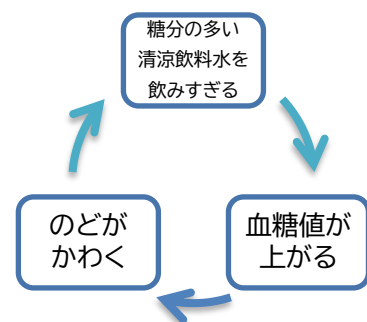 糖分の多い
清涼飲料水を
飲みすぎる
血糖値が
上がる
のどが
かわく